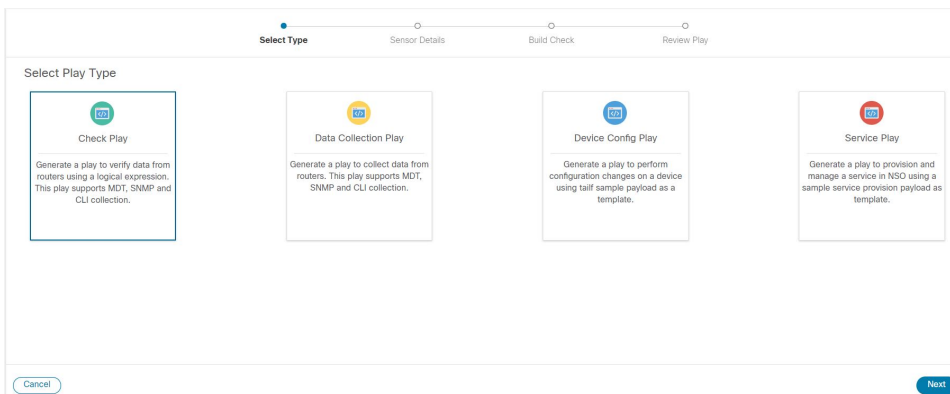 Select Type
Sensor Details
Build Check
Review Play
Select Play Type
Check Play
Generate a play to verify data from
routers using a logical expression.
This play supports MDT, SNMP and
CLI collection.
Data Collection Play
Generate a play to collect data from
routers. This play supports MDT,
SNMP and CLI collection.
Device Config Play
Generate a play to perform
configuration changes on a device
using tailf sample payload as a
template.
Service Play
Generate a play to provision and
manage a service in NSO using a
sample service provision payload as
template.
Cancel
Next